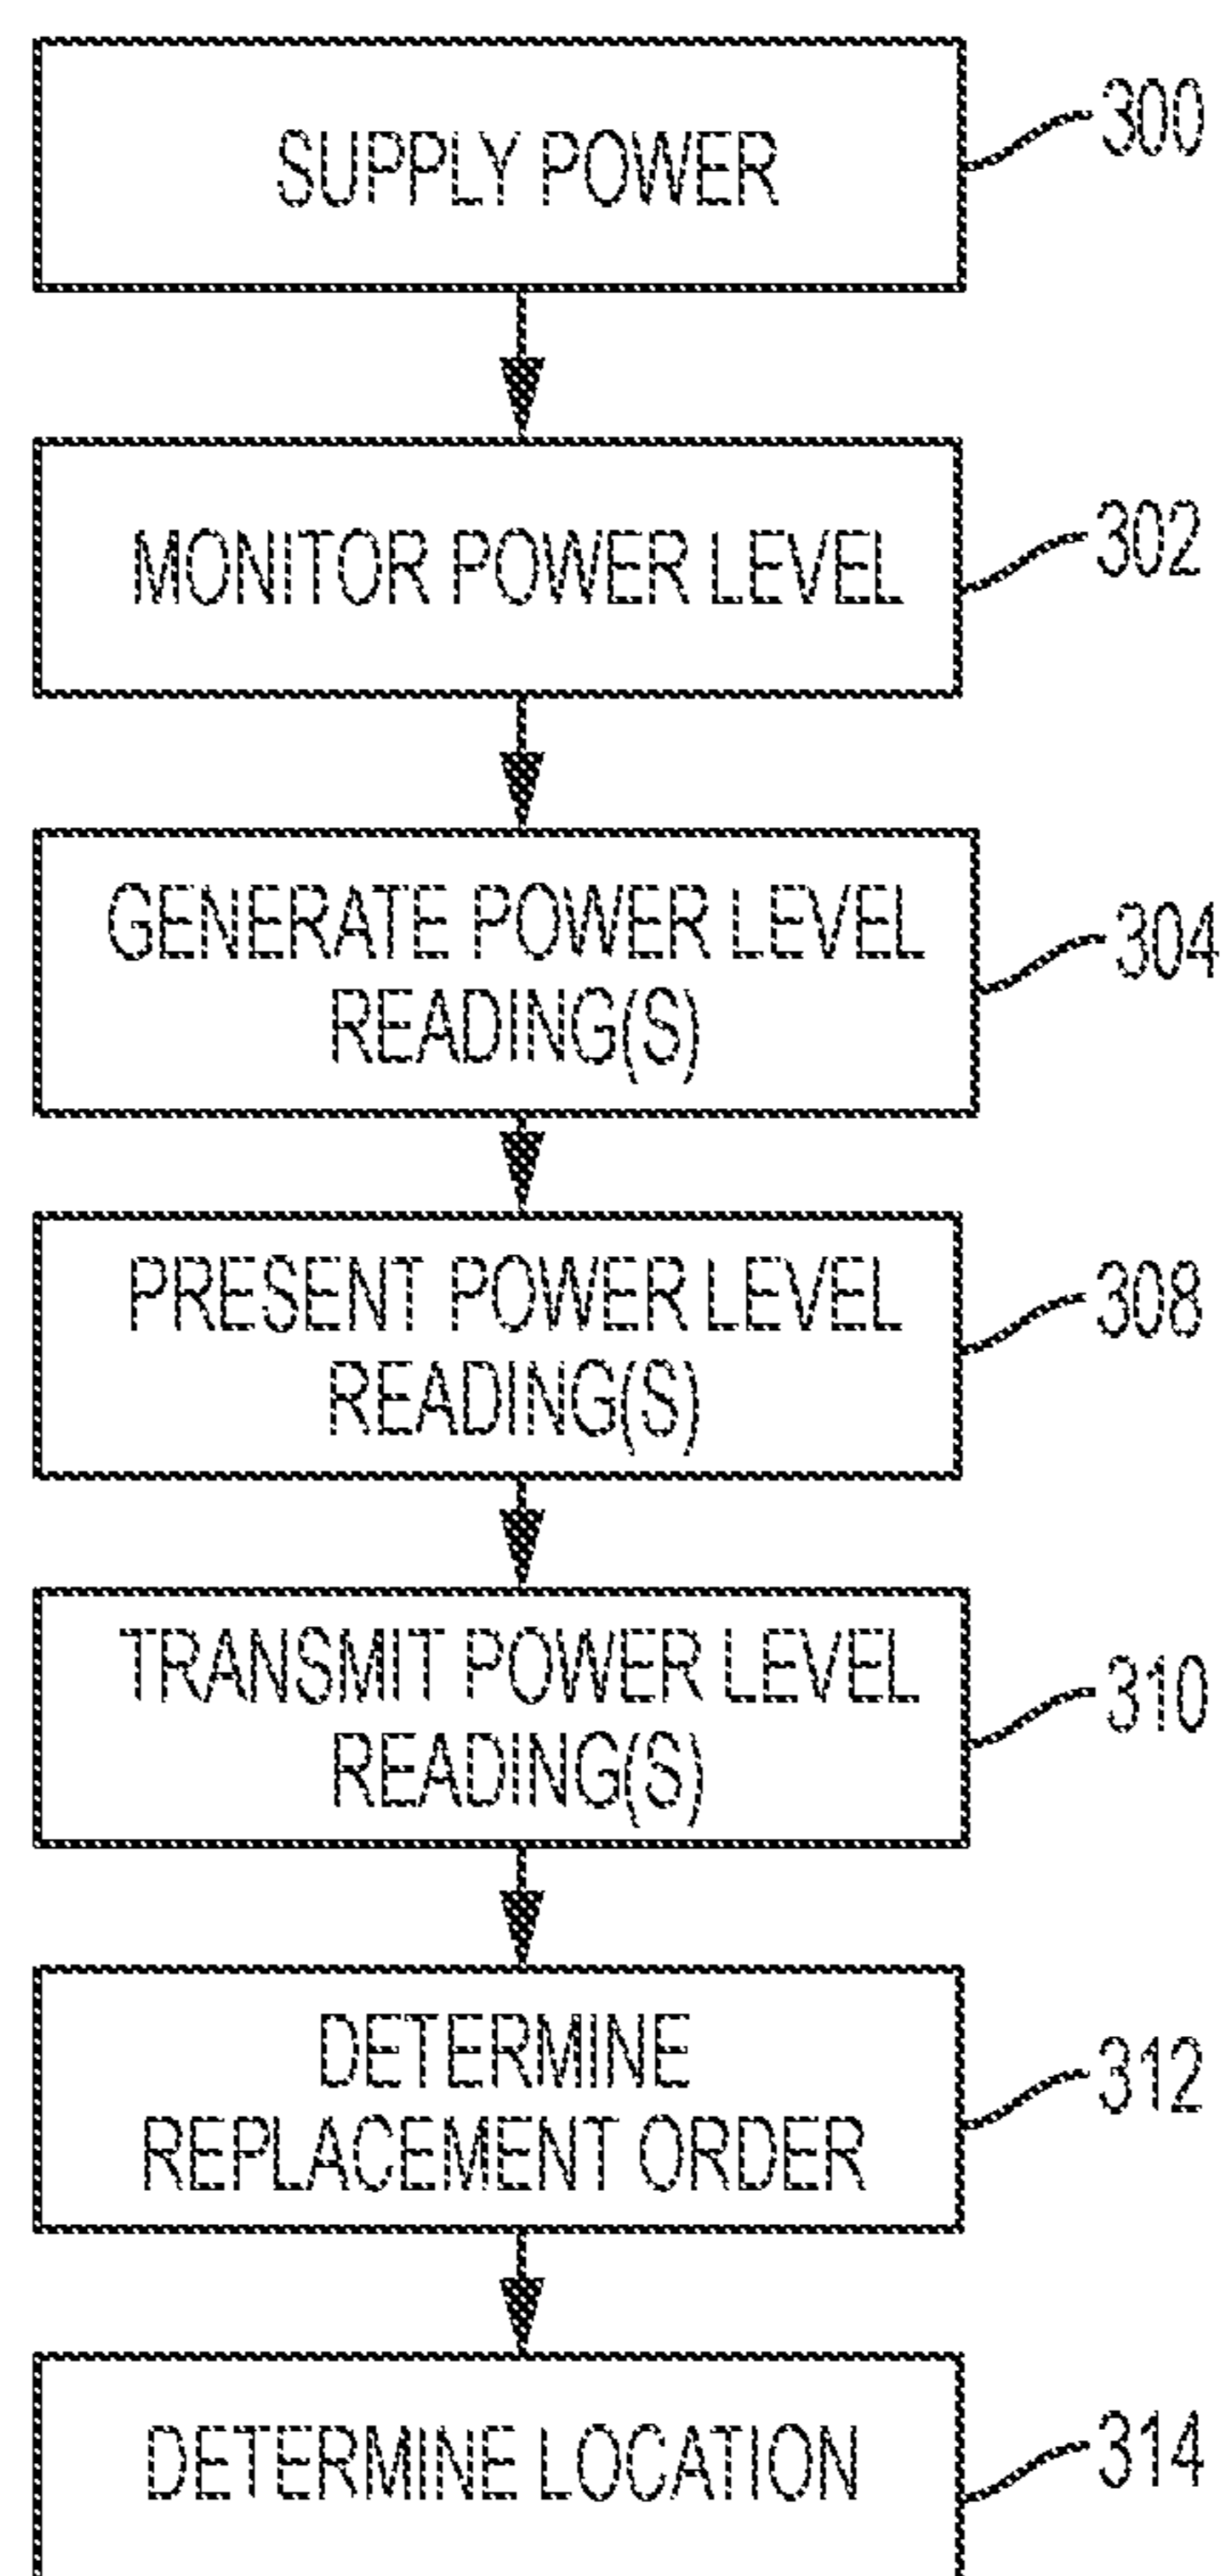 SUPPLY POWER
300
MONITOR POWER LEVEL
302
GENERATE POWER LEVEL
READING(S)
304
PRESENT POWER LEVEL
READING(S)
308
TRANSMIT POWER LEVEL
READING(S)
310
DETERMINE
REPLACEMENT ORDER
312
DETERMINE LOCATION
314